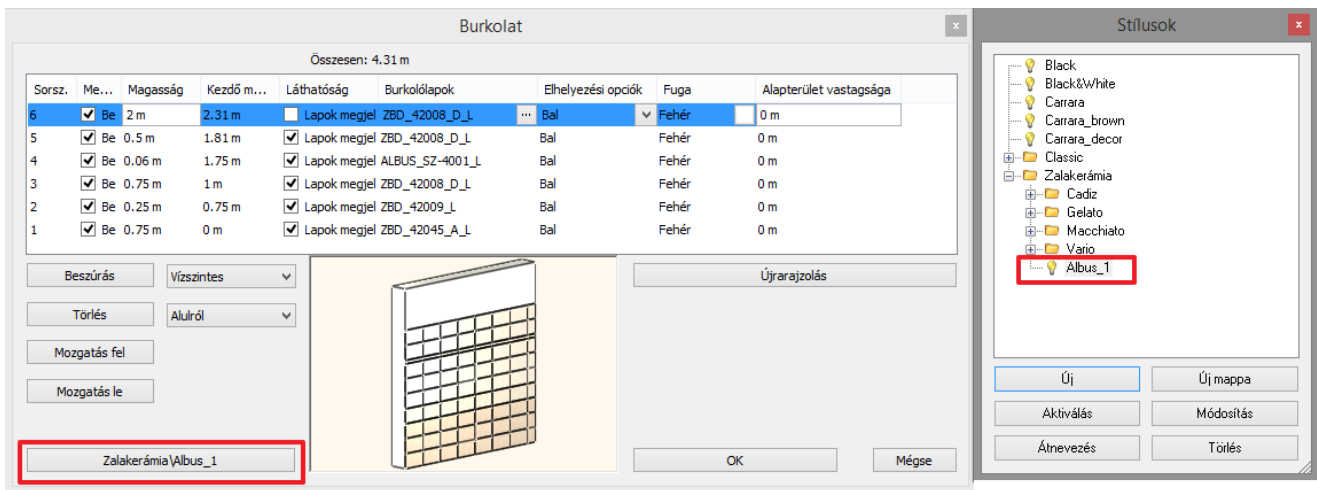 Burkolat
Összesen: 4.31 m
Sorsz. Me... Magasság Kezdő m... Láthatóság Burkolólapok Elhelyezési opciók Fuga Alapterület vastagsága
6 Be 2 m 2.31 m Lapok megjel ZBD_42008_D_L ... Bal Fehér 0 m
5 Be 0.5 m 1.81 m Lapok megjel ZBD_42008_D_L Bal Fehér 0 m
4 Be 0.06 m 1.75 m Lapok megjel ALBUS_SZ-4001_L Bal Fehér 0 m
3 Be 0.75 m 1 m Lapok megjel ZBD_42008_D_L Bal Fehér 0 m
2 Be 0.25 m 0.75 m Lapok megjel ZBD_42009_L Bal Fehér 0 m
1 Be 0.75 m 0 m Lapok megjel ZBD_42045_A_L Bal Fehér 0 m
Beszúrás Vízszintes Újrarajzolás
Törlés Alulról
Mozgatás fel
Mozgatás le
Zalakerámia\Albus_1 OK Mégse
Stílusok
Black
Black&White
Carrara
Carrara_brown
Carrara_decor
Classic
Zalakerámia
Cadiz
Gelato
Macchiato
Vario
Albus_1
Új Új mappa
Aktiválás Módosítás
Átnevezés Törlés